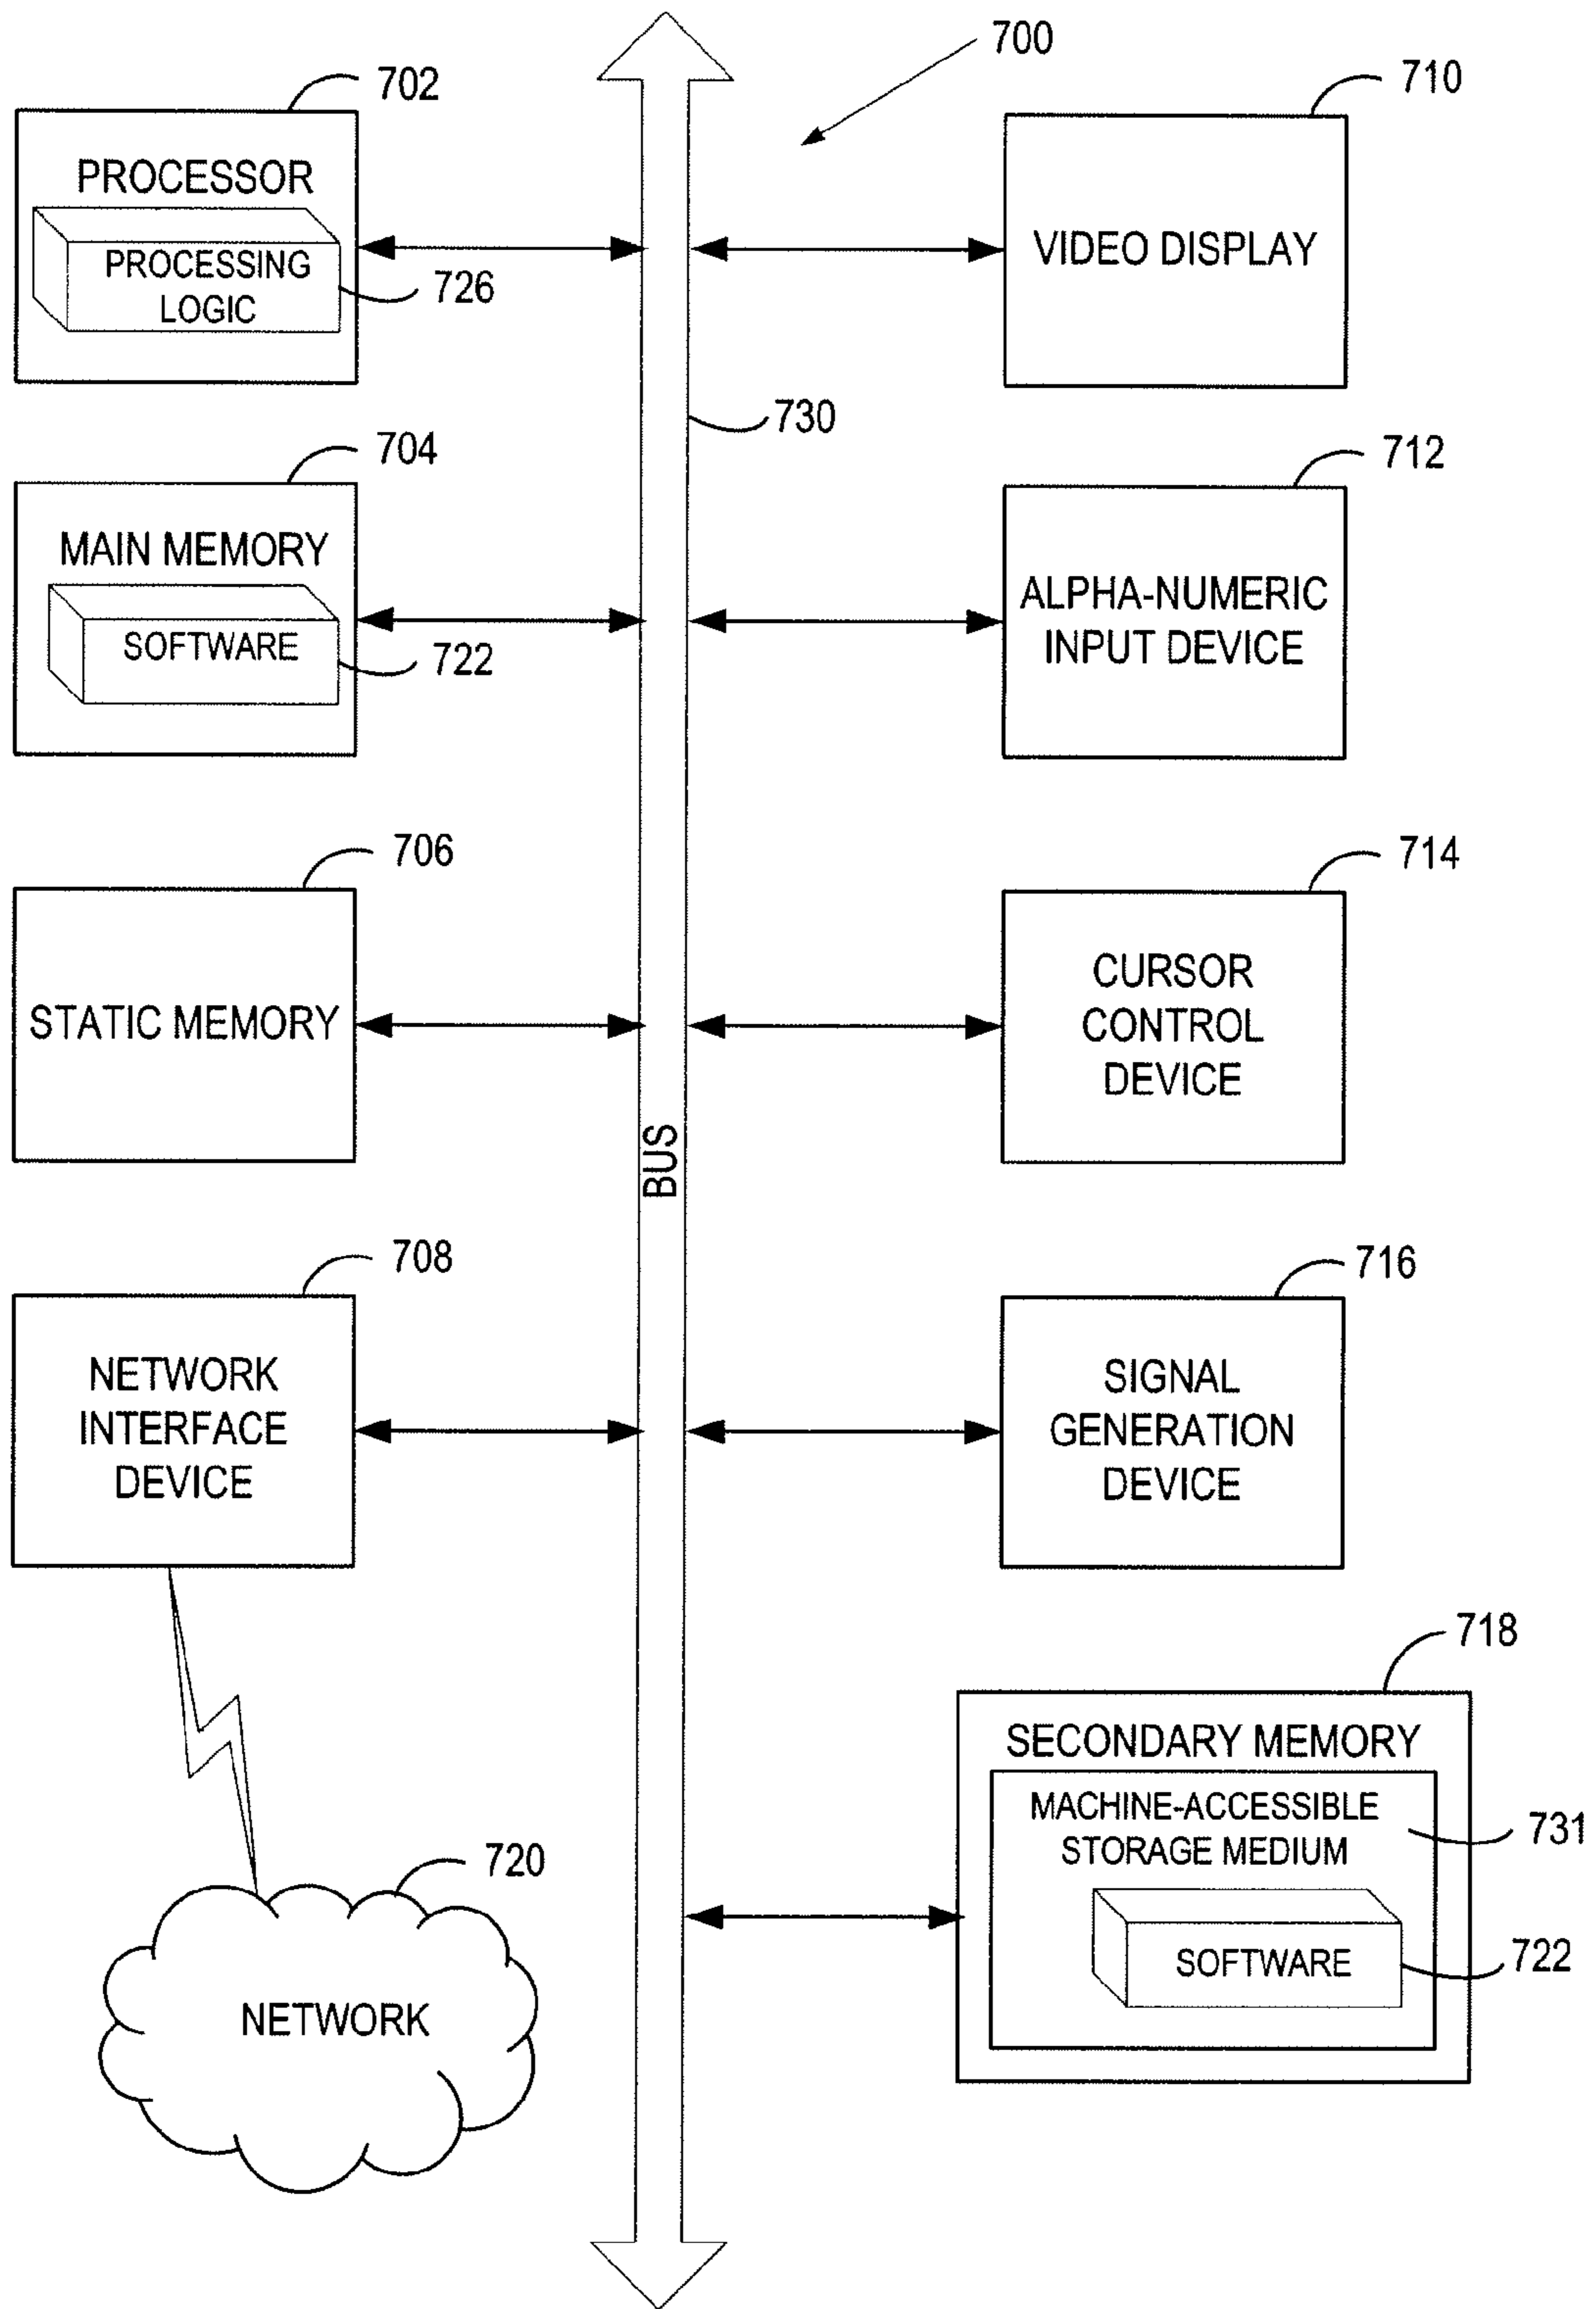 700
702
PROCESSOR
PROCESSING
LOGIC
726
710
VIDEO DISPLAY
730
704
MAIN MEMORY
SOFTWARE
722
712
ALPHA-NUMERIC
INPUT DEVICE
706
STATIC MEMORY
714
CURSOR
CONTROL
DEVICE
BUS
708
NETWORK
INTERFACE
DEVICE
716
SIGNAL
GENERATION
DEVICE
718
SECONDARY MEMORY
MACHINE-ACCESSIBLE
STORAGE MEDIUM
731
SOFTWARE
722
720
NETWORK